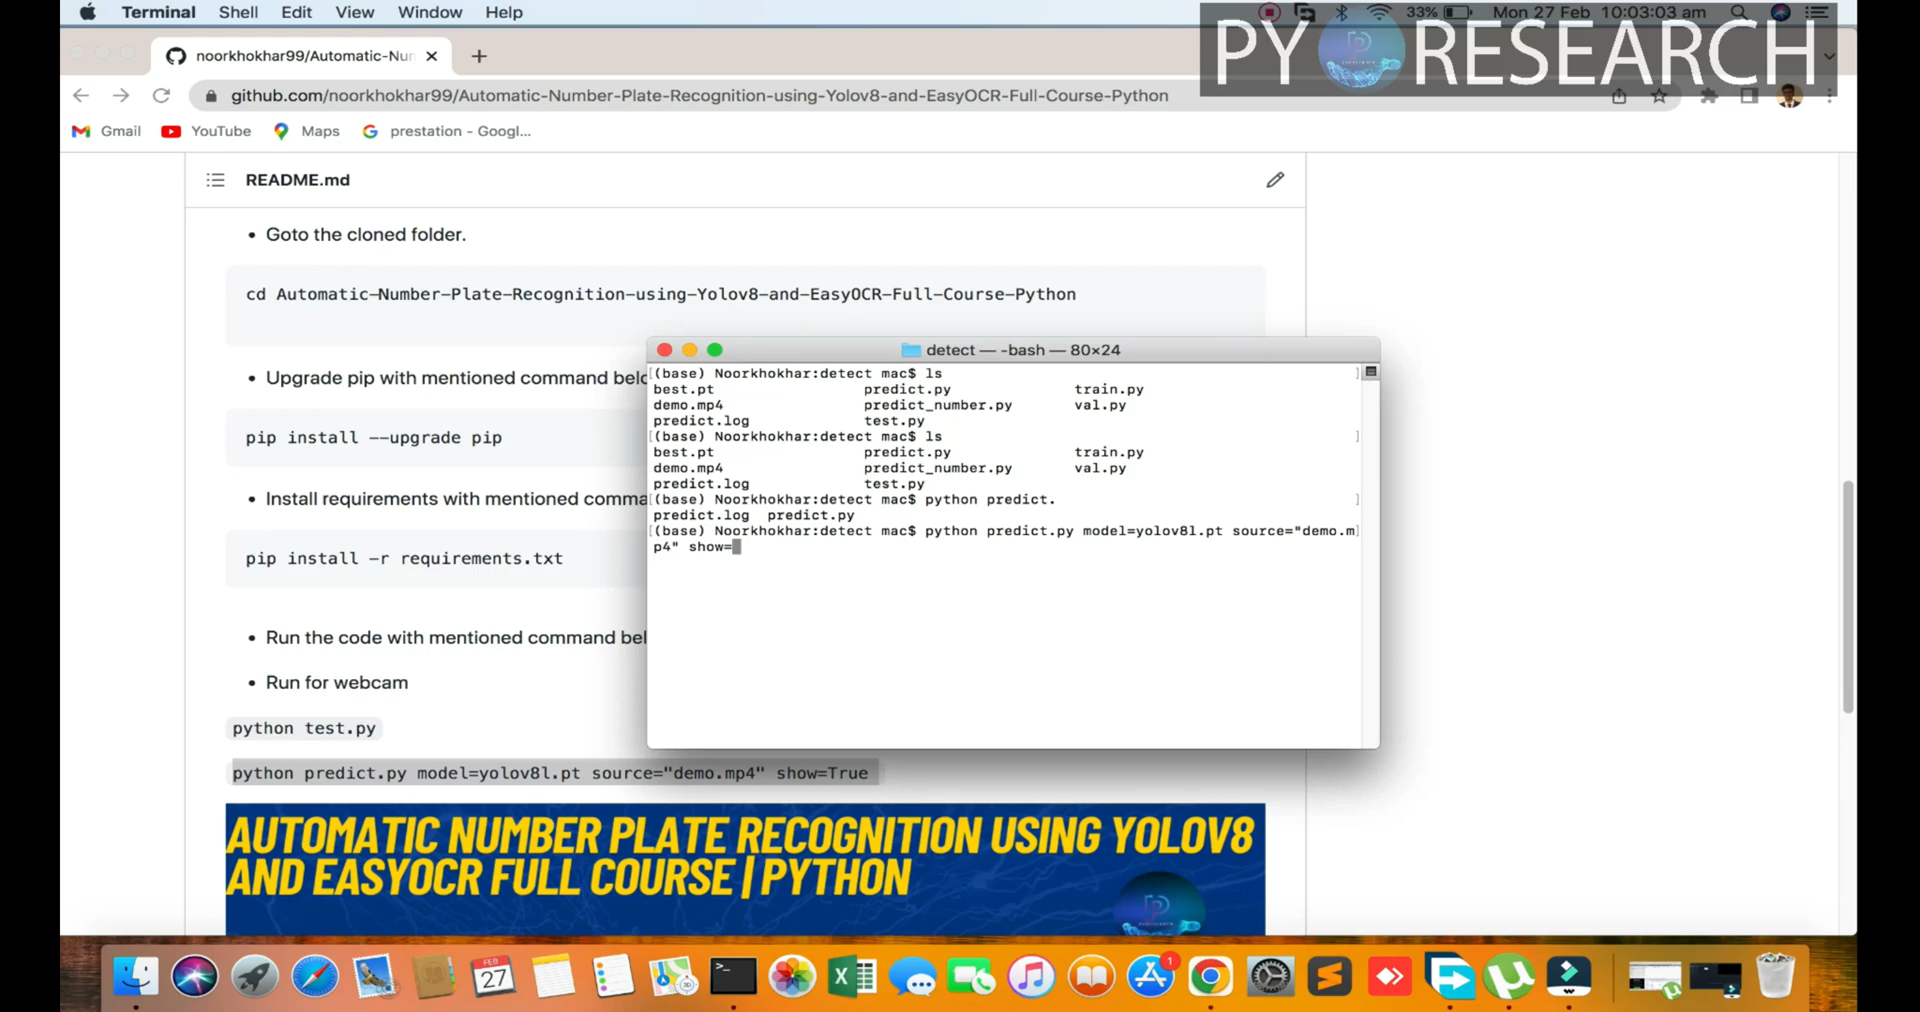 Terminal Shell Edit View Window Help
33% Mon 27 Feb 10:03:03 am
PY RESEARCH
noorkhokhar99/Automatic-Nun
github.com/noorkhokhar99/Automatic-Number-Plate-Recognition-using-Yolov8-and-EasyOCR-Full-Course-Python
Gmail YouTube Maps prestation - Googl...
README.md
Goto the cloned folder.
cd Automatic-Number-Plate-Recognition-using-Yolov8-and-EasyOCR-Full-Course-Python
Upgrade pip with mentioned command belo
pip install --upgrade pip
Install requirements with mentioned comma
pip install -r requirements.txt
Run the code with mentioned command bel
Run for webcam
python test.py
python predict.py model=yolov8l.pt source="demo.mp4" show=True
AUTOMATIC NUMBER PLATE RECOGNITION USING YOLOV8
AND EASYOCR FULL COURSE | PYTHON
detect — -bash — 80×24
[(base) Noorkhokhar:detect mac$ ls ]
best.pt predict.py train.py
demo.mp4 predict_number.py val.py
predict.log test.py
[(base) Noorkhokhar:detect mac$ ls ]
best.pt predict.py train.py
demo.mp4 predict_number.py val.py
predict.log test.py
[(base) Noorkhokhar:detect mac$ python predict. ]
predict.log predict.py
[(base) Noorkhokhar:detect mac$ python predict.py model=yolov8l.pt source="demo.m]
p4" show=
FEB
27
1